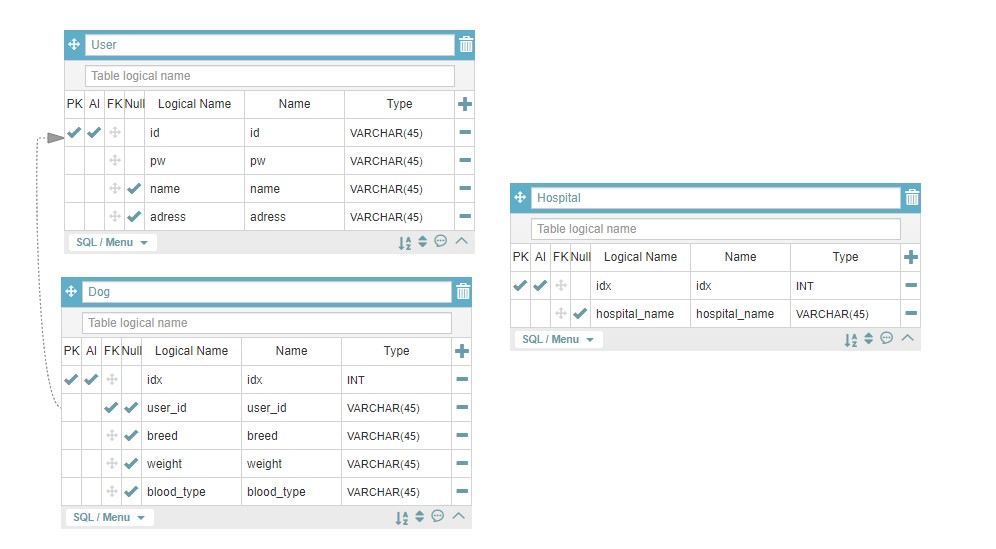 User
Table logical name
PK AI FK Null Logical Name Name Type
id id VARCHAR(45)
pw pw VARCHAR(45)
name name VARCHAR(45)
adress adress VARCHAR(45)
SQL / Menu
Dog
Table logical name
PK AI FK Null Logical Name Name Type
idx idx INT
user_id user_id VARCHAR(45)
breed breed VARCHAR(45)
weight weight VARCHAR(45)
blood_type blood_type VARCHAR(45)
SQL / Menu
Hospital
Table logical name
PK AI FK Null Logical Name Name Type
idx idx INT
hospital_name hospital_name VARCHAR(45)
SQL / Menu